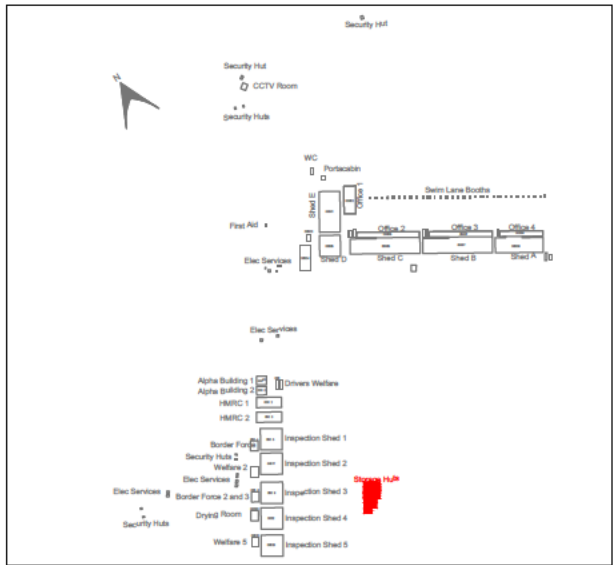 Security Hut
N
Security Hut
CCTV Room
Security Huts
WC
Portacabin
Shed E
Office 1
Swim Lane Booths
First Aid
Office 2
Office 3
Office 4
Elec Services
Shed D
Shed C
Shed B
Shed A
Elec Services
Alpha Building 1
Drivers Welfare
Alpha Building 2
HMRC 1
HMRC 2
Border Force
Inspection Shed 1
Security Huts
Welfare 2
Inspection Shed 2
Elec Services
Storage Huts
Elec Services
Border Force 2 and 3
Inspection Shed 3
Security Huts
Drying Room
Inspection Shed 4
Welfare 5
Inspection Shed 5